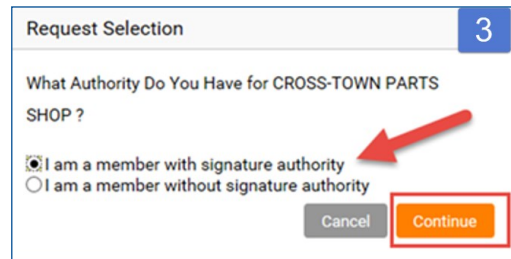 Request Selection
3
What Authority Do You Have for CROSS-TOWN PARTS
SHOP ?
I am a member with signature authority
I am a member without signature authority
Cancel Continue